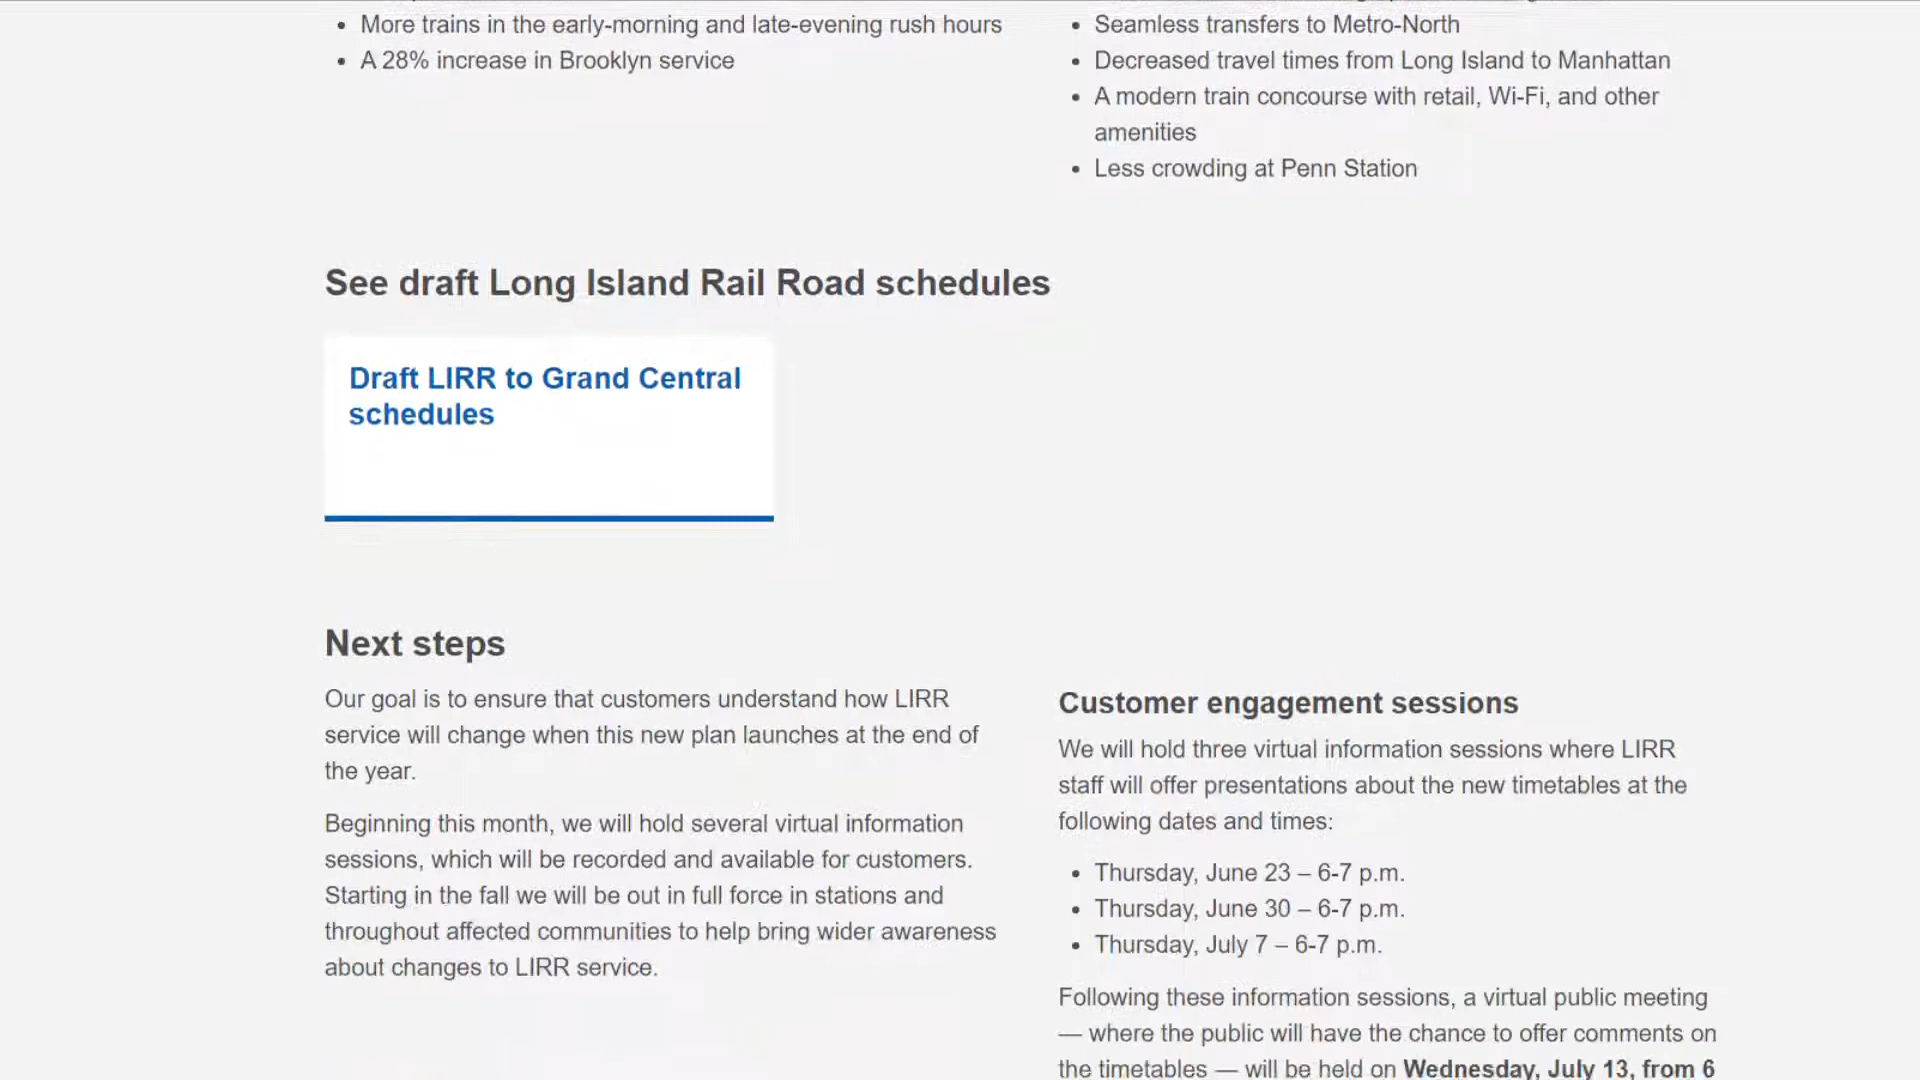 More trains in the early-morning and late-evening rush hours
A 28% increase in Brooklyn service
Seamless transfers to Metro-North
Decreased travel times from Long Island to Manhattan
A modern train concourse with retail, Wi-Fi, and other
amenities
Less crowding at Penn Station
See draft Long Island Rail Road schedules
Draft LIRR to Grand Central
schedules
Next steps
Our goal is to ensure that customers understand how LIRR
service will change when this new plan launches at the end of
the year.
Beginning this month, we will hold several virtual information
sessions, which will be recorded and available for customers.
Starting in the fall we will be out in full force in stations and
throughout affected communities to help bring wider awareness
about changes to LIRR service.
Customer engagement sessions
We will hold three virtual information sessions where LIRR
staff will offer presentations about the new timetables at the
following dates and times:
Thursday, June 23 – 6-7 p.m.
Thursday, June 30 – 6-7 p.m.
Thursday, July 7 – 6-7 p.m.
Following these information sessions, a virtual public meeting
— where the public will have the chance to offer comments on
the timetables — will be held on Wednesday, July 13, from 6